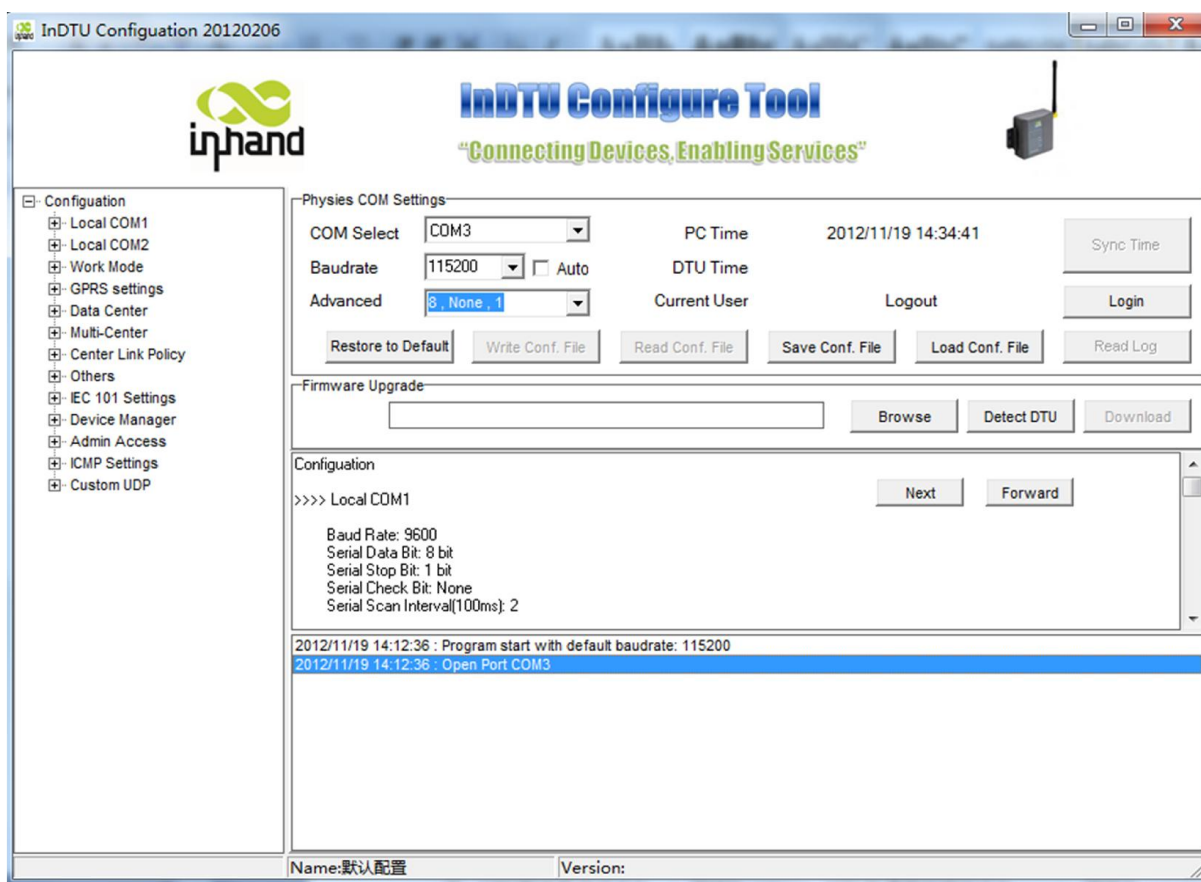 InDTU Configuation 20120206
inhand
InDTU Configure Tool
“Connecting Devices, Enabling Services”
Configuation
Local COM1
Local COM2
Work Mode
GPRS settings
Data Center
Multi-Center
Center Link Policy
Others
IEC 101 Settings
Device Manager
Admin Access
ICMP Settings
Custom UDP
Physies COM Settings
COM Select COM3 PC Time 2012/11/19 14:34:41 Sync Time
Baudrate 115200 Auto DTU Time
Advanced 8 , None , 1 Current User Logout Login
Restore to Default Write Conf. File Read Conf. File Save Conf. File Load Conf. File Read Log
Firmware Upgrade
Browse Detect DTU Download
Configuation
Next Forward
>>>> Local COM1
Baud Rate: 9600
Serial Data Bit: 8 bit
Serial Stop Bit: 1 bit
Serial Check Bit: None
Serial Scan Interval(100ms): 2
2012/11/19 14:12:36 : Program start with default baudrate: 115200
2012/11/19 14:12:36 : Open Port COM3
Name:默认配置 Version: